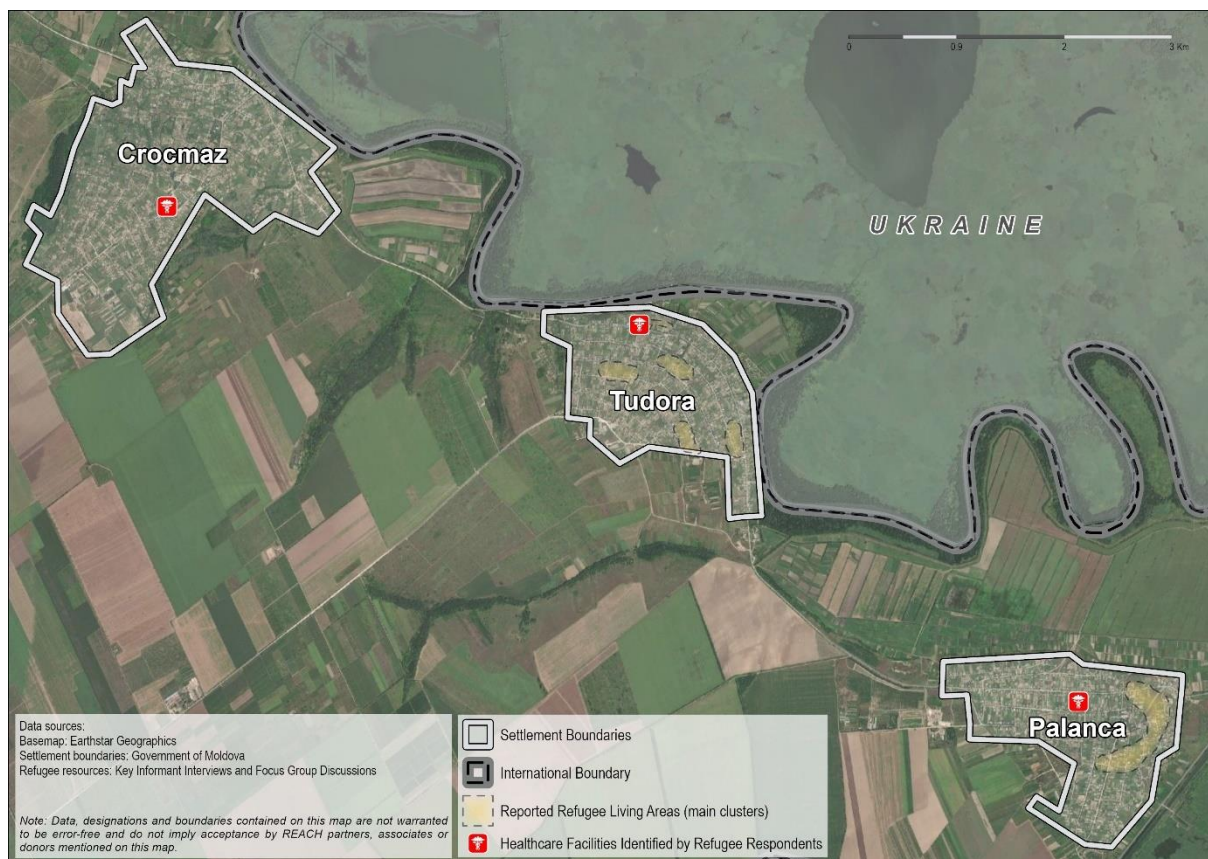 0 0.9 2 3 Km
Crocmaz
UKRAINE
Tudora
Palanca
Data sources:
Basemap: Earthstar Geographics
Settlement boundaries: Government of Moldova
Refugee resources: Key Informant Interviews and Focus Group Discussions
Note: Data, designations and boundaries contained on this map are not warranted
to be error-free and do not imply acceptance by REACH partners, associates or
donors mentioned on this map.
Settlement Boundaries
International Boundary
Reported Refugee Living Areas (main clusters)
Healthcare Facilities Identified by Refugee Respondents